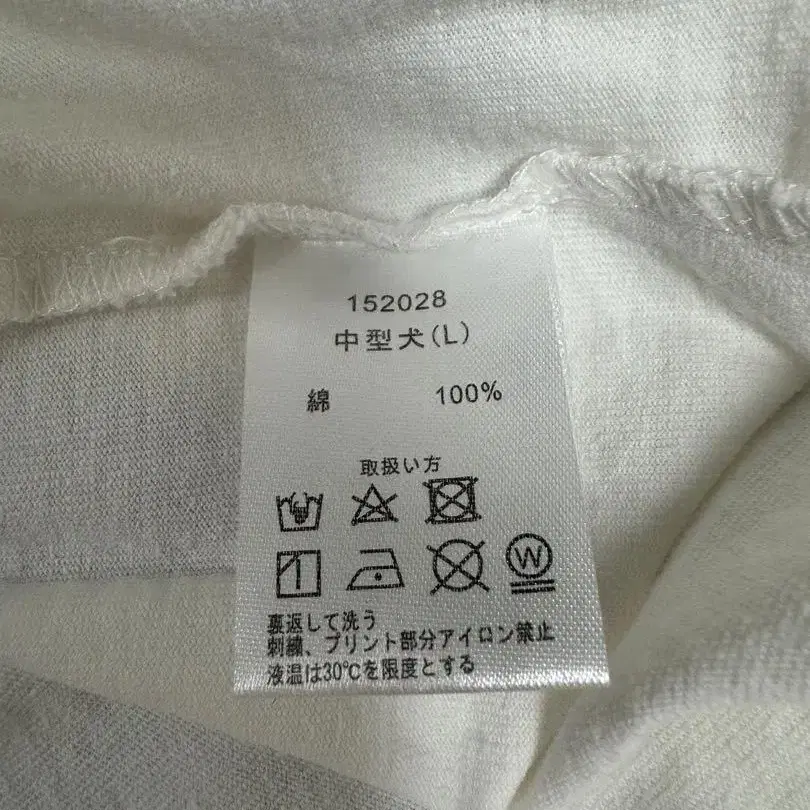 152028
中型犬(L)
綿 100%
取扱い方
W
裏返して洗う
刺繍、プリント部分アイロン禁止
液温は30℃を限度とする